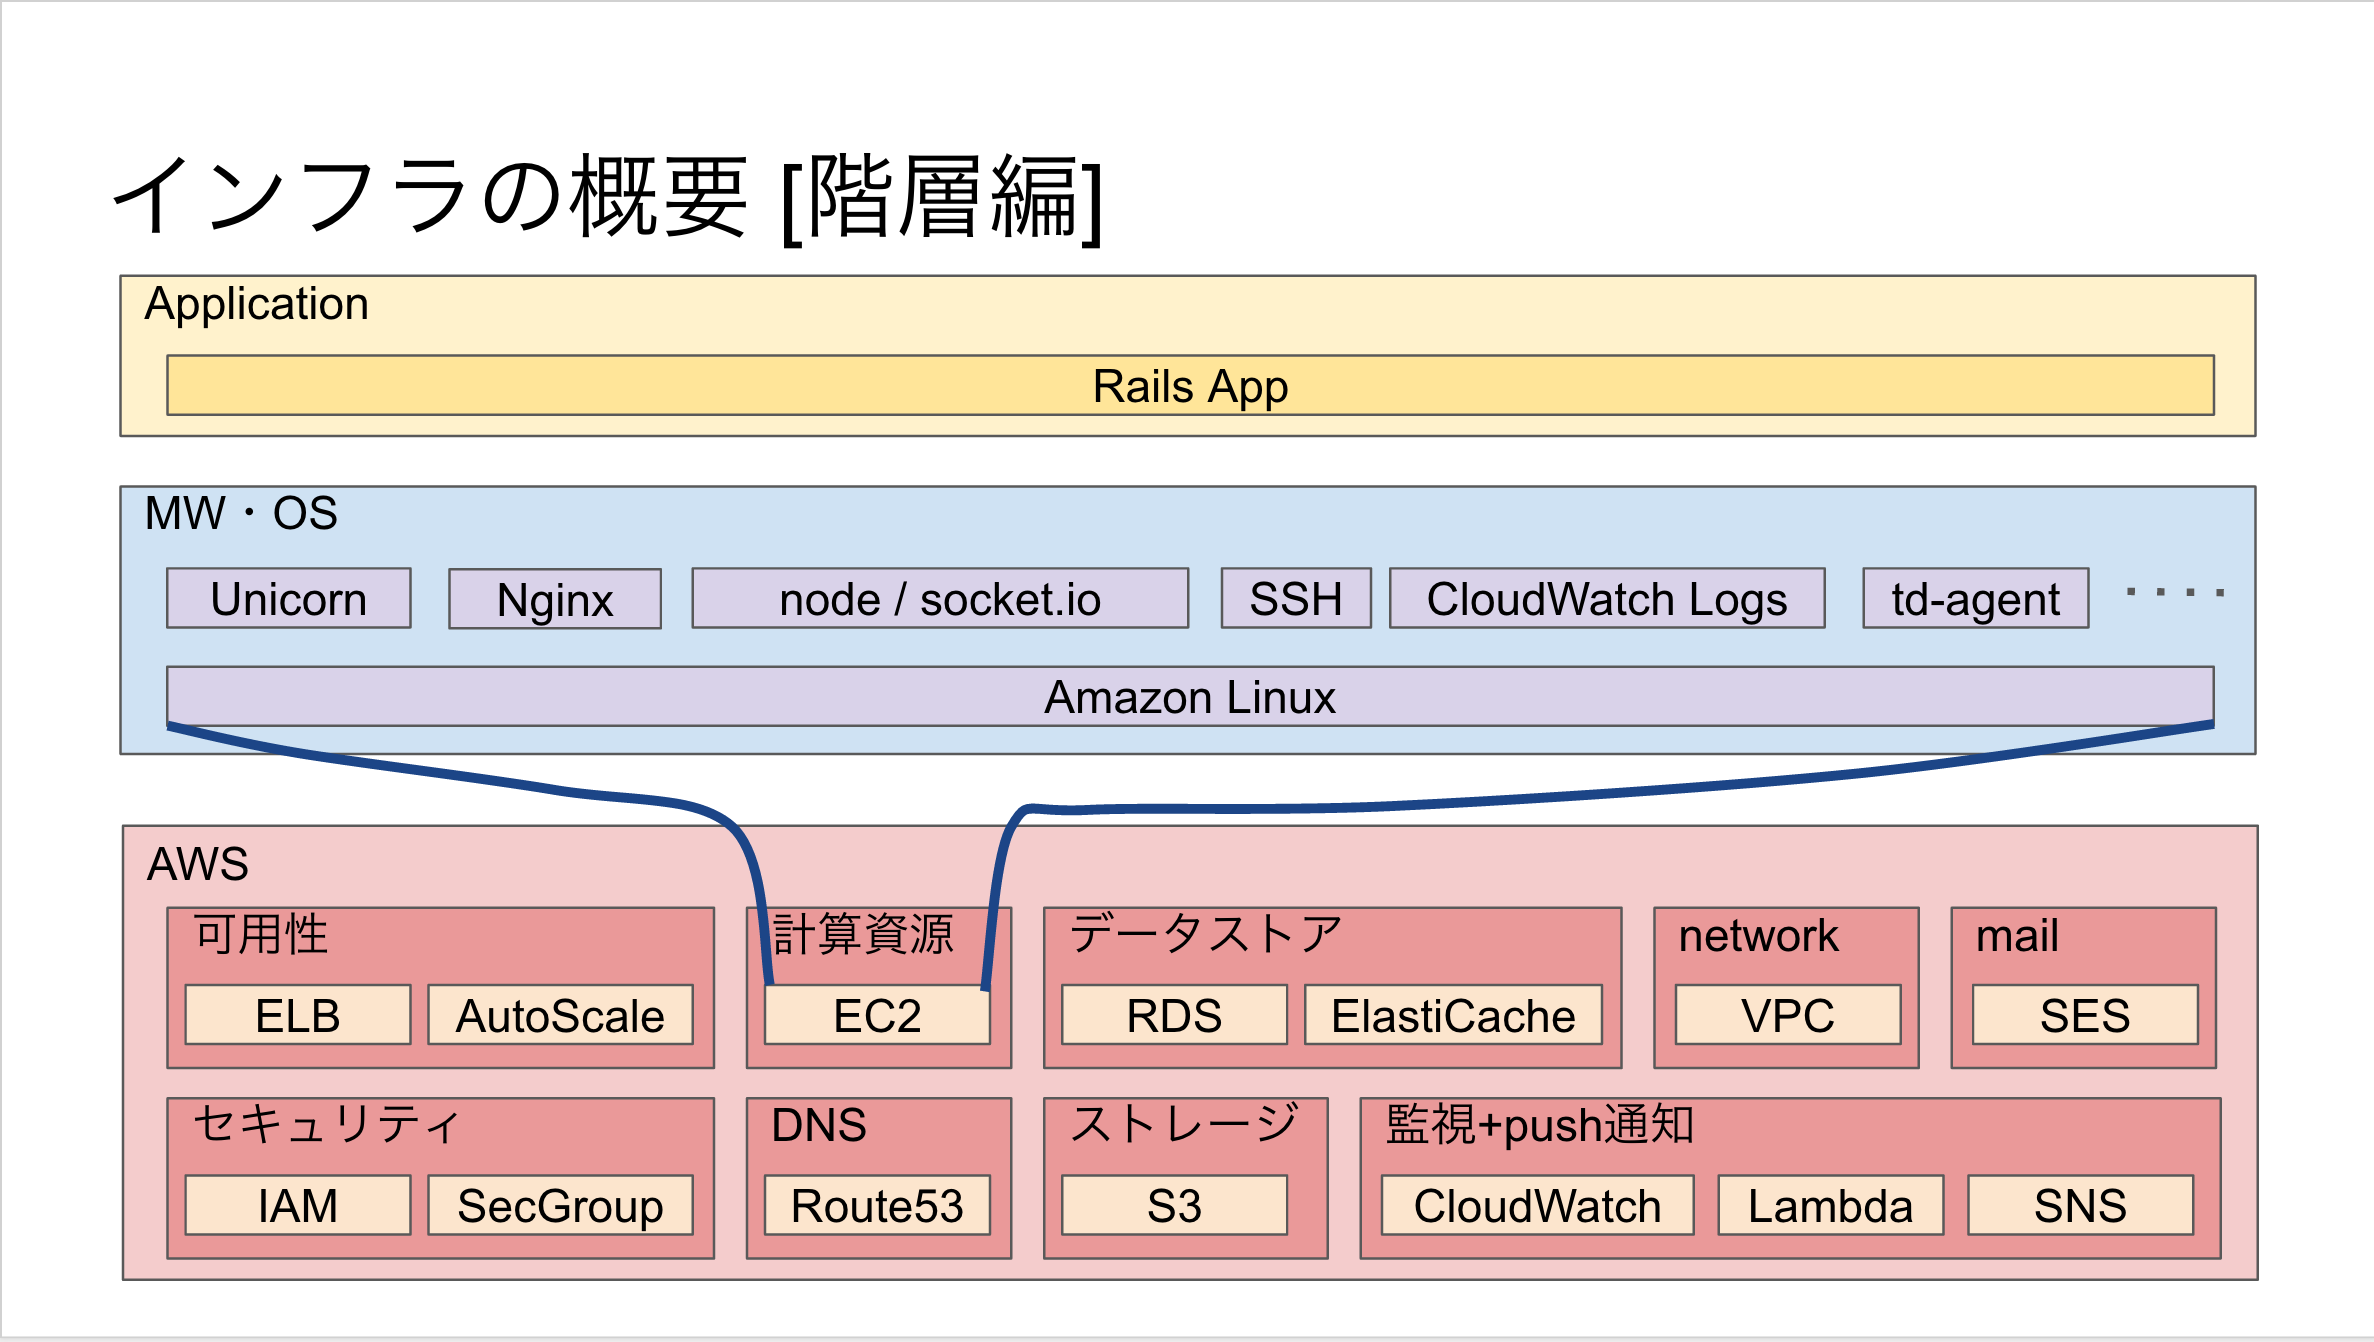 インフラの概要 [階層編]
Application
Rails App
MW・OS
Unicorn
Nginx
node / socket.io
SSH
CloudWatch Logs
td-agent
････
Amazon Linux
AWS
可用性
ELB
AutoScale
計算資源
EC2
データストア
RDS
ElastiCache
network
VPC
mail
SES
セキュリティ
IAM
SecGroup
DNS
Route53
ストレージ
S3
監視+push通知
CloudWatch
Lambda
SNS